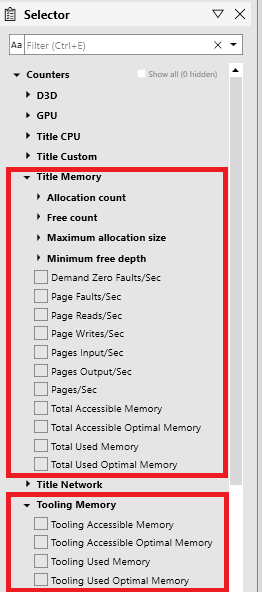 Selector
Aa Filter (Ctrl+E)
Counters Show all (0 hidden)
D3D
GPU
Title CPU
Title Custom
Title Memory
Allocation count
Free count
Maximum allocation size
Minimum free depth
Demand Zero Faults/Sec
Page Faults/Sec
Page Reads/Sec
Page Writes/Sec
Pages Input/Sec
Pages Output/Sec
Pages/Sec
Total Accessible Memory
Total Accessible Optimal Memory
Total Used Memory
Total Used Optimal Memory
Title Network
Tooling Memory
Tooling Accessible Memory
Tooling Accessible Optimal Memory
Tooling Used Memory
Tooling Used Optimal Memory